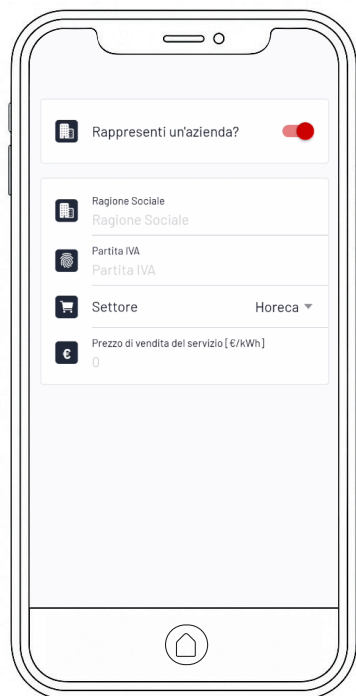 Rappresenti un'azienda?
Ragione Sociale
Ragione Sociale
Partita IVA
Partita IVA
Settore Horeca
Prezzo di vendita del servizio [€/kWh]
€
0